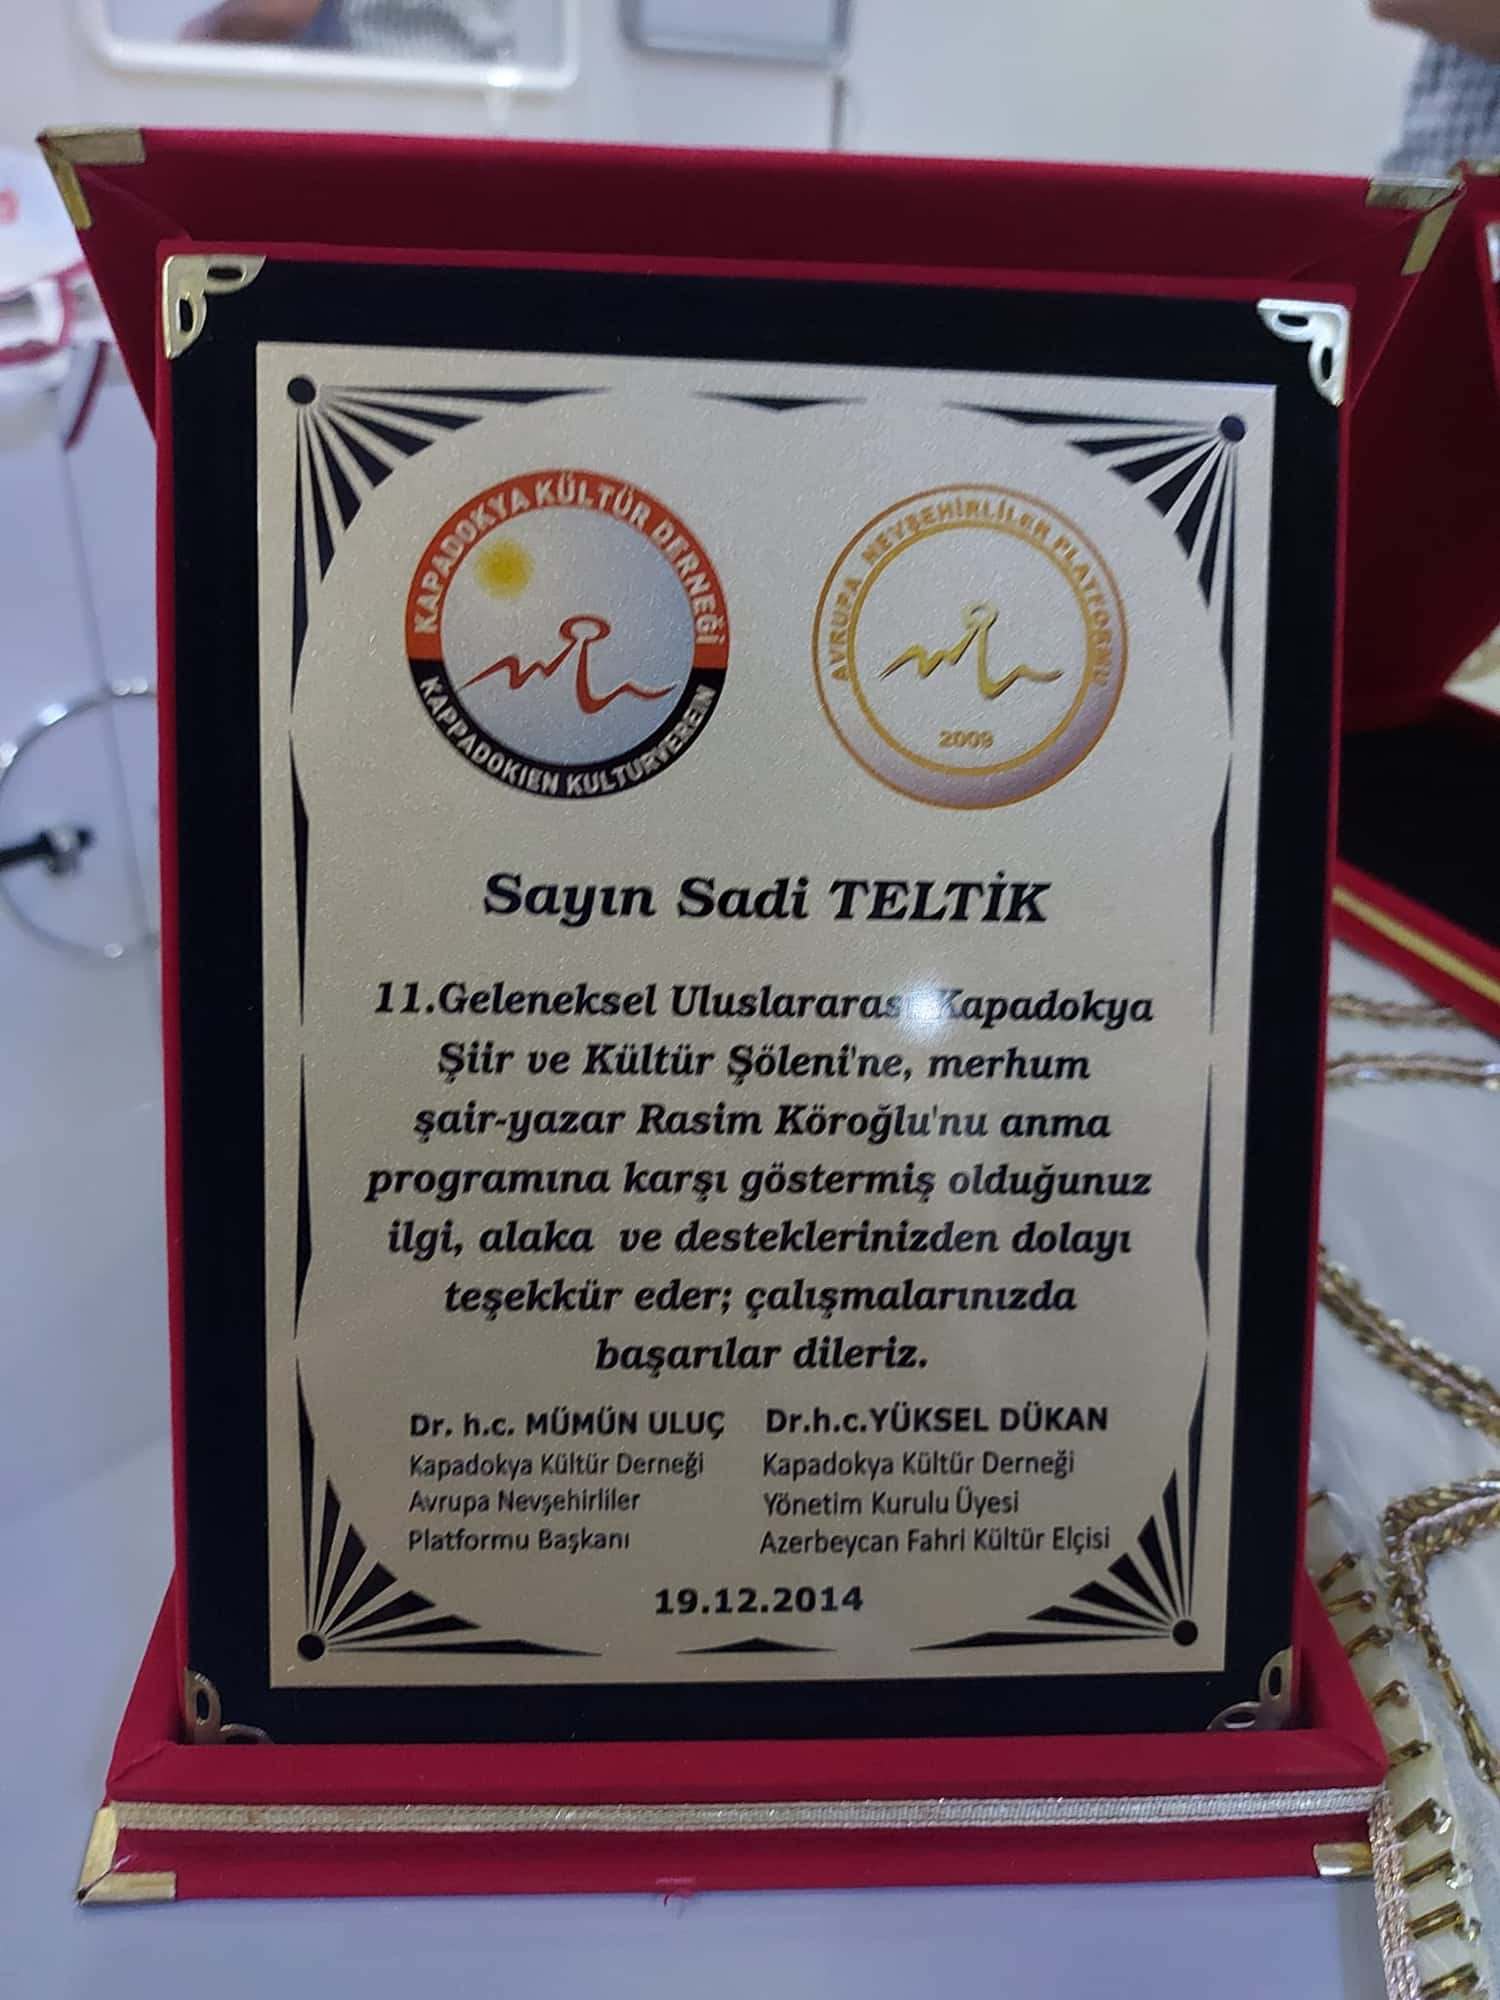 KAPADOKYA KÜLTÜR DERNEĞİ
KAPPADOKIEN KULTURVEREIN
AVRUPA NEVŞEHİRLİLER PLATFORMU
2009
Sayın Sadi TELTİK
11.Geleneksel Uluslararası Kapadokya
Şiir ve Kültür Şöleni'ne, merhum
şair-yazar Rasim Köroğlu'nu anma
programına karşı göstermiş olduğunuz
ilgi, alaka ve desteklerinizden dolayı
teşekkür eder; çalışmalarınızda
başarılar dileriz.
Dr. h.c. MÜMÜN ULUÇ
Kapadokya Kültür Derneği
Avrupa Nevşehirliler
Platformu Başkanı
Dr.h.c.YÜKSEL DÜKAN
Kapadokya Kültür Derneği
Yönetim Kurulu Üyesi
Azerbeycan Fahri Kültür Elçisi
19.12.2014